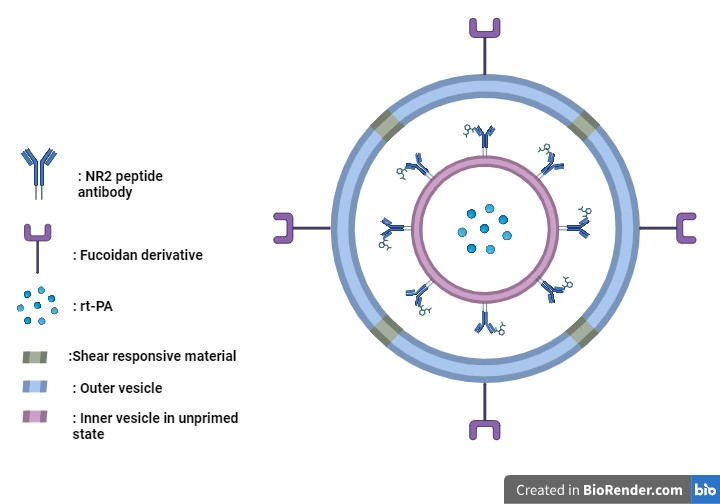 : NR2 peptide
antibody
: Fucoidan derivative
: rt-PA
:Shear responsive material
: Outer vesicle
: Inner vesicle in unprimed
state
Created in BioRender.com bio